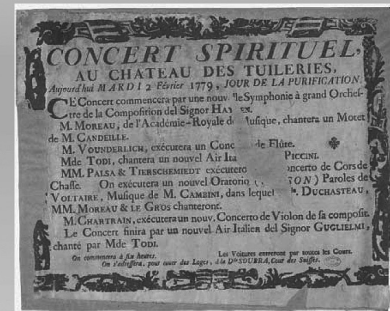 CONCERT SPIRITUEL,
AU CHATEAU DES TUILERIES,
Aujourd'hui MARDI 2 Février 1779, JOUR DE LA PURIFICATION.
CE Concert commencera par une nouv le Symphonie à grand Orches-
tre de la Composition del Signor
M. MOREAU, de l'Académie-Royale de Musique, chantera un Motet
de M. CANDEILLE.
M. VOUNDERLICH, exécutera un Conc de Flûte.
Mde TODI, chantera un nouvel Air Ita PICCINI.
MM. PALSA & TIERSCHEMIEDT exécutero oncerto de Cors de
Chasse. On exécutera un nouvel Oratorio ON) Paroles de
VOLTAIRE, Musique de M. CAMBINI, dans lequel M. DUCHASTEAU,
MM. MOREAU & LE GROS chanteront.
M. CHARTRAIN, exécutera un nouv. Concerto de Violon de sa composit.
Le Concert finira par un nouvel Air Italien del Signor GUGLIELMI,
chanté par Mde TODI.
On commencera à six heures. Les Voitures entreront par toutes les Cours.
On s'adressera, pour louer des Loges, à la Dlle SOUBRA, Cour des Suisses.